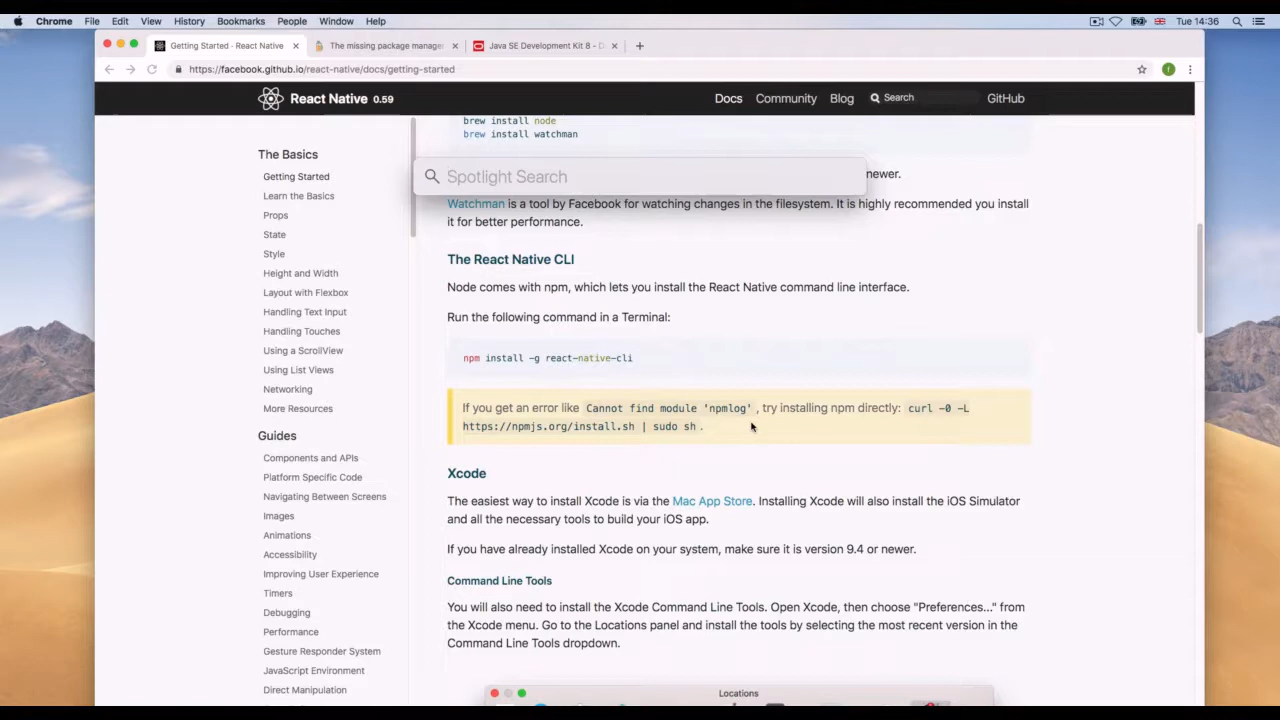 Chrome File Edit View History Bookmarks People Window Help Tue 14:36
Getting Started · React Native
The missing package manage
Java SE Development Kit 8 - D
https://facebook.github.io/react-native/docs/getting-started
f
React Native 0.59
Docs Community Blog Search GitHub
The Basics
Getting Started
Learn the Basics
Props
State
Style
Height and Width
Layout with Flexbox
Handling Text Input
Handling Touches
Using a ScrollView
Using List Views
Networking
More Resources
Guides
Components and APIs
Platform Specific Code
Navigating Between Screens
Images
Animations
Accessibility
Improving User Experience
Timers
Debugging
Performance
Gesture Responder System
JavaScript Environment
Direct Manipulation
brew install node
brew install watchman
Spotlight Search
newer.
Watchman is a tool by Facebook for watching changes in the filesystem. It is highly recommended you install
it for better performance.
The React Native CLI
Node comes with npm, which lets you install the React Native command line interface.
Run the following command in a Terminal:
npm install -g react-native-cli
If you get an error like Cannot find module 'npmlog' , try installing npm directly: curl -0 -L
https://npmjs.org/install.sh | sudo sh .
Xcode
The easiest way to install Xcode is via the Mac App Store. Installing Xcode will also install the iOS Simulator
and all the necessary tools to build your iOS app.
If you have already installed Xcode on your system, make sure it is version 9.4 or newer.
Command Line Tools
You will also need to install the Xcode Command Line Tools. Open Xcode, then choose "Preferences..." from
the Xcode menu. Go to the Locations panel and install the tools by selecting the most recent version in the
Command Line Tools dropdown.
Locations